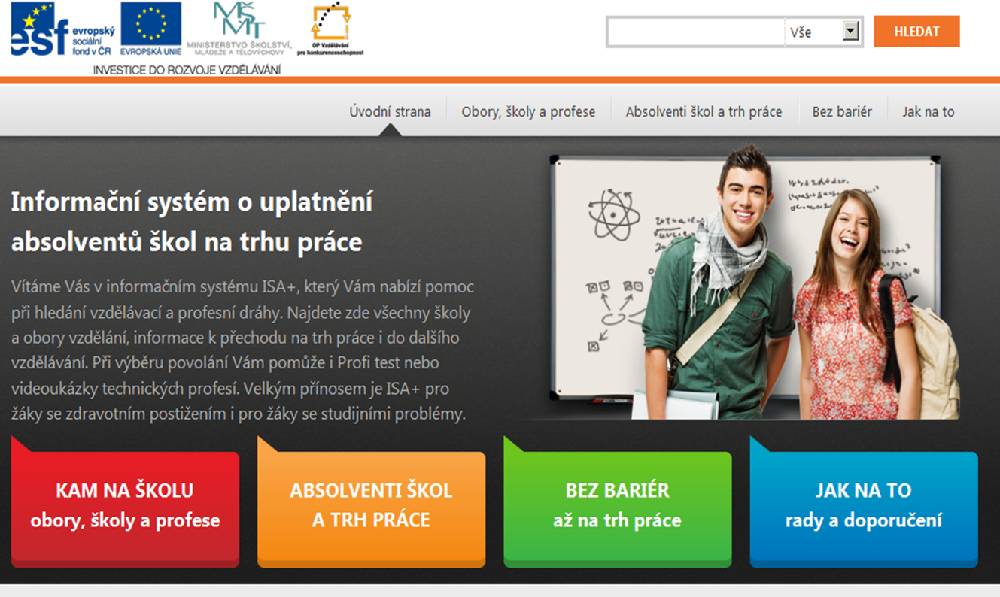 esf evropský
sociální
fond v ČR
EVROPSKÁ UNIE
MŠMT
MINISTERSTVO ŠKOLSTVÍ,
MLÁDEŽE A TĚLOVÝCHOVY
OP Vzdělávání
pro konkurenceschopnost
INVESTICE DO ROZVOJE VZDĚLÁVÁNÍ
Vše
HLEDAT
Úvodní strana
Obory, školy a profese
Absolventi škol a trh práce
Bez bariér
Jak na to
Informační systém o uplatnění
absolventů škol na trhu práce
Vítáme Vás v informačním systému ISA+, který Vám nabízí pomoc
při hledání vzdělávací a profesní dráhy. Najdete zde všechny školy
a obory vzdělání, informace k přechodu na trh práce i do dalšího
vzdělávání. Při výběru povolání Vám pomůže i Profi test nebo
videoukázky technických profesí. Velkým přínosem je ISA+ pro
žáky se zdravotním postižením i pro žáky se studijními problémy.
KAM NA ŠKOLU
obory, školy a profese
ABSOLVENTI ŠKOL
A TRH PRÁCE
BEZ BARIÉR
až na trh práce
JAK NA TO
rady a doporučení